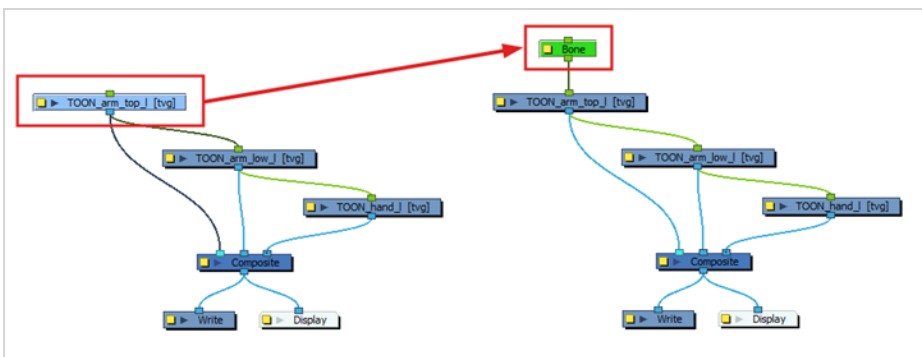 Bone
TOON_arm_top_l [tvg]
TOON_arm_top_l [tvg]
TOON_arm_low_l [tvg]
TOON_arm_low_l [tvg]
TOON_hand_l [tvg]
TOON_hand_l [tvg]
Composite
Composite
Write
Display
Write
Display